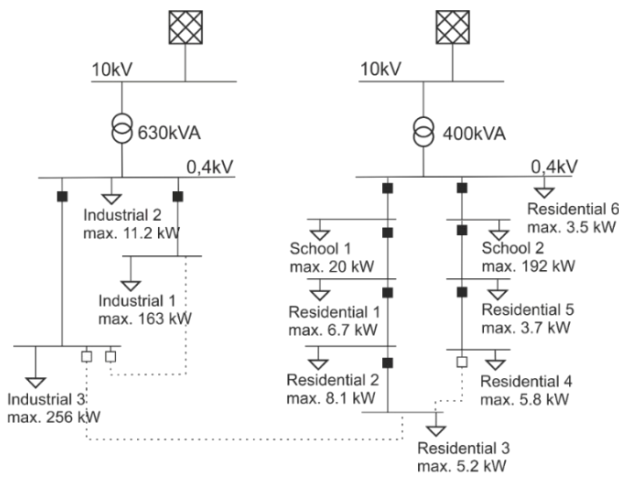 10kV
10kV
630kVA
400kVA
0,4kV
0,4kV
Industrial 2
max. 11.2 kW
Residential 6
max. 3.5 kW
School 1
max. 20 kW
School 2
max. 192 kW
Industrial 1
max. 163 kW
Residential 1
max. 6.7 kW
Residential 5
max. 3.7 kW
Residential 2
max. 8.1 kW
Residential 4
max. 5.8 kW
Industrial 3
max. 256 kW
Residential 3
max. 5.2 kW